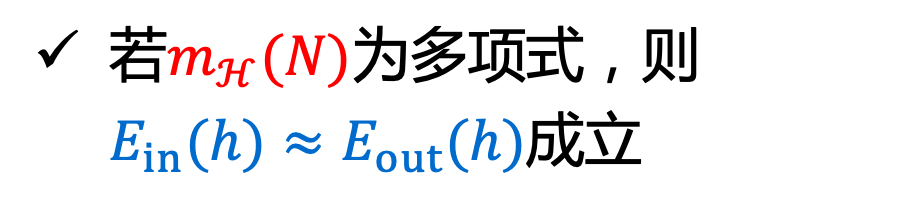 ✓ 若m_ℋ(N)为多项式，则
E_in(h) ≈ E_out(h)成立